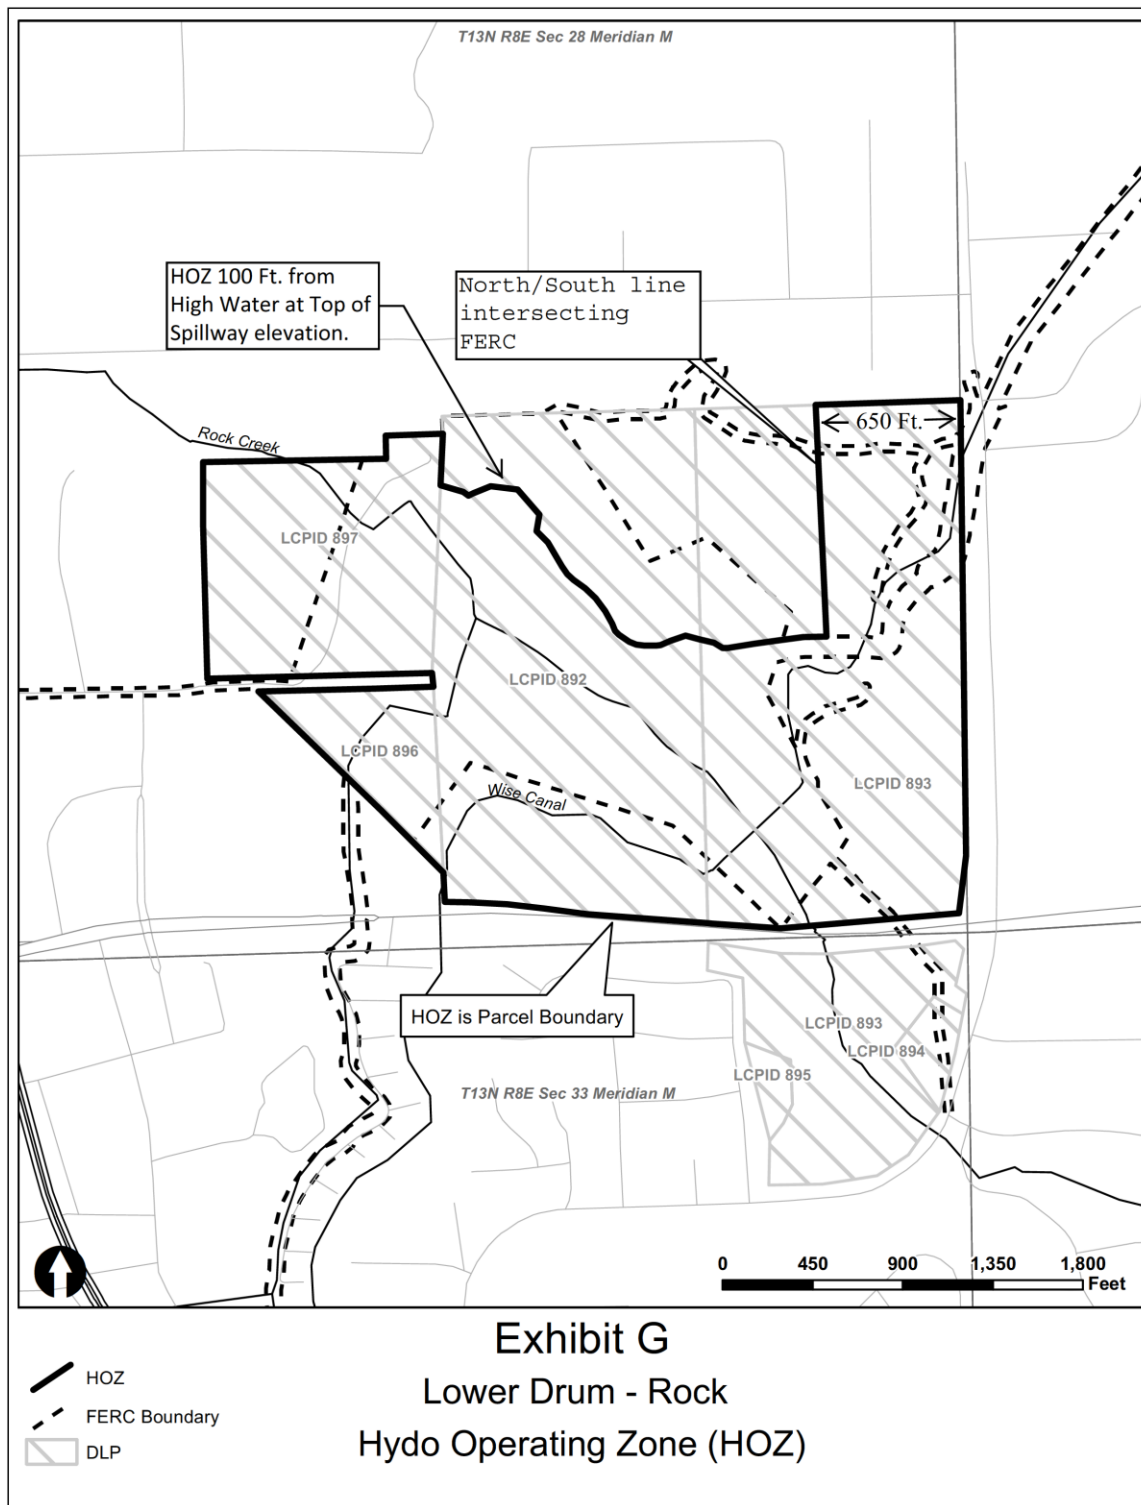 T13N R8E Sec 28 Meridian M
HOZ 100 Ft. from
High Water at Top of
Spillway elevation.
North/South line
intersecting
FERC
650 Ft.
Rock Creek
LCPID 897
LCPID 892
LCPID 896
Wise Canal
LCPID 893
HOZ is Parcel Boundary
LCPID 893
LCPID 894
LCPID 895
T13N R8E Sec 33 Meridian M
0 450 900 1,350 1,800
Feet
Exhibit G
Lower Drum - Rock
Hydo Operating Zone (HOZ)
HOZ
FERC Boundary
DLP